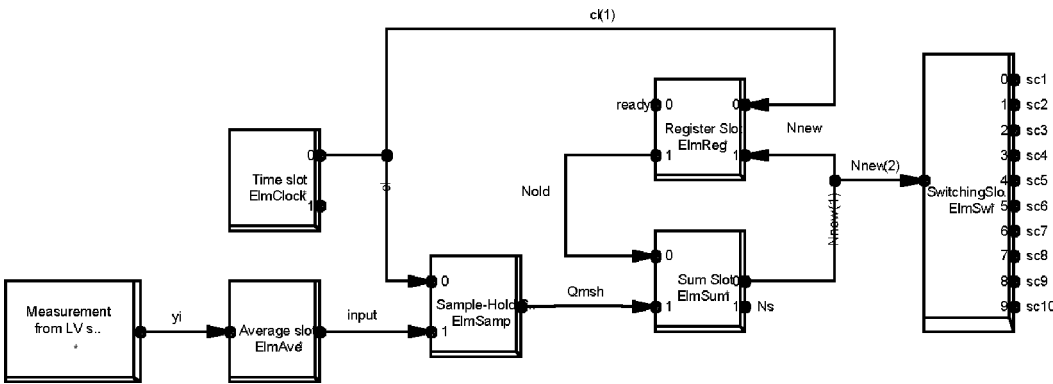 cl(1)
ready
0
0
Register Slot
ElmReg*
1
1
Nnew
Nold
Time slot
ElmClock*
0
1
cl
Nnew(2)
Nnew(1)
SwitchingSlo.
ElmSwi*
0
1
2
3
4
5
6
7
8
9
sc1
sc2
sc3
sc4
sc5
sc6
sc7
sc8
sc9
sc10
Measurement
from LV s..
*
yi
Average slot
ElmAve*
input
0
1
Sample-Hold S.
ElmSamp
Qmsh
0
1
Sum Slot
ElmSum*
0
1
Ns